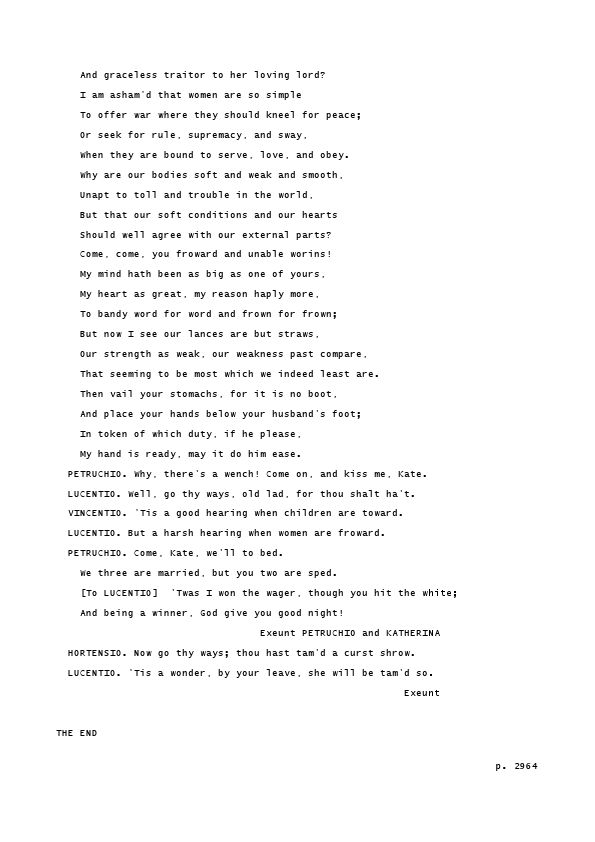 And graceless traitor to her loving lord?
I am asham'd that women are so simple
To offer war where they should kneel for peace;
Or seek for rule, supremacy, and sway,
When they are bound to serve, love, and obey.
Why are our bodies soft and weak and smooth,
Unapt to toll and trouble in the world,
But that our soft conditions and our hearts
Should well agree with our external parts?
Come, come, you froward and unable worins!
My mind hath been as big as one of yours,
My heart as great, my reason haply more,
To bandy word for word and frown for frown;
But now I see our lances are but straws,
Our strength as weak, our weakness past compare,
That seeming to be most which we indeed least are.
Then vail your stomachs, for it is no boot,
And place your hands below your husband's foot;
In token of which duty, if he please,
My hand is ready, may it do him ease.
PETRUCHIO. Why, there's a wench! Come on, and kiss me, Kate.
LUCENTIO. Well, go thy ways, old lad, for thou shalt ha't.
VINCENTIO. 'Tis a good hearing when children are toward.
LUCENTIO. But a harsh hearing when women are froward.
PETRUCHIO. Come, Kate, we'll to bed.
We three are married, but you two are sped.
[To LUCENTIO]  'Twas I won the wager, though you hit the white;
And being a winner, God give you good night!
Exeunt PETRUCHIO and KATHERINA
HORTENSIO. Now go thy ways; thou hast tam'd a curst shrow.
LUCENTIO. 'Tis a wonder, by your leave, she will be tam'd so.
Exeunt
THE END
p. 2964